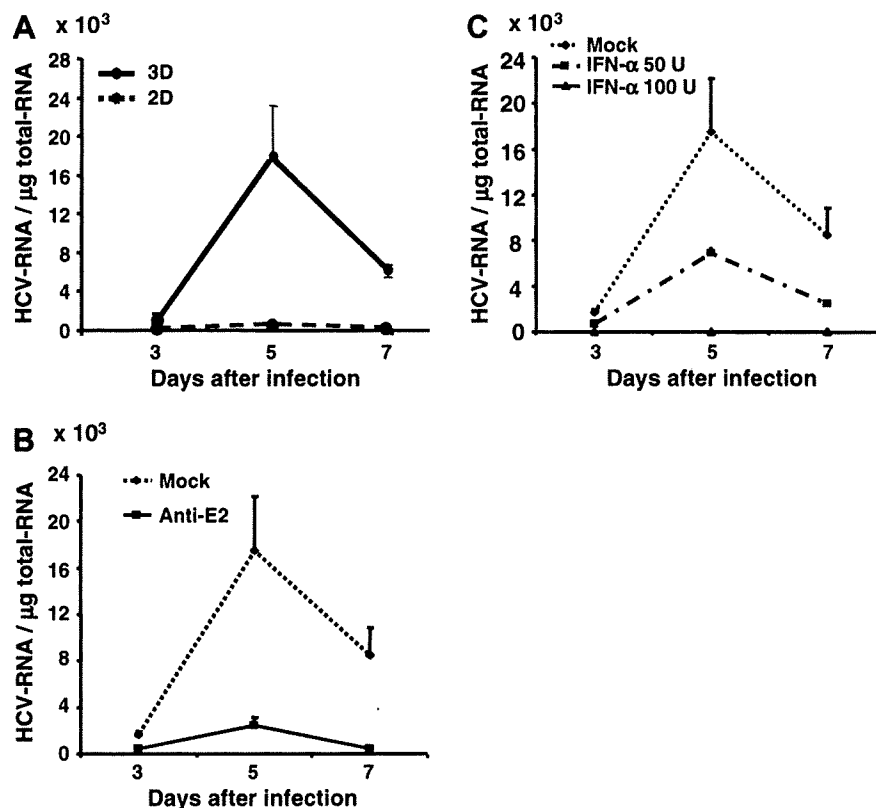 A x 10³
HCV-RNA / μg total-RNA
28
24
20
16
12
8
4
0
3D
2D
3 5 7
Days after infection
B x 10³
HCV-RNA / μg total-RNA
24
20
16
12
8
4
0
Mock
Anti-E2
3 5 7
Days after infection
C x 10³
HCV-RNA / μg total-RNA
24
20
16
12
8
4
0
Mock
IFN-α 50 U
IFN-α 100 U
3 5 7
Days after infection